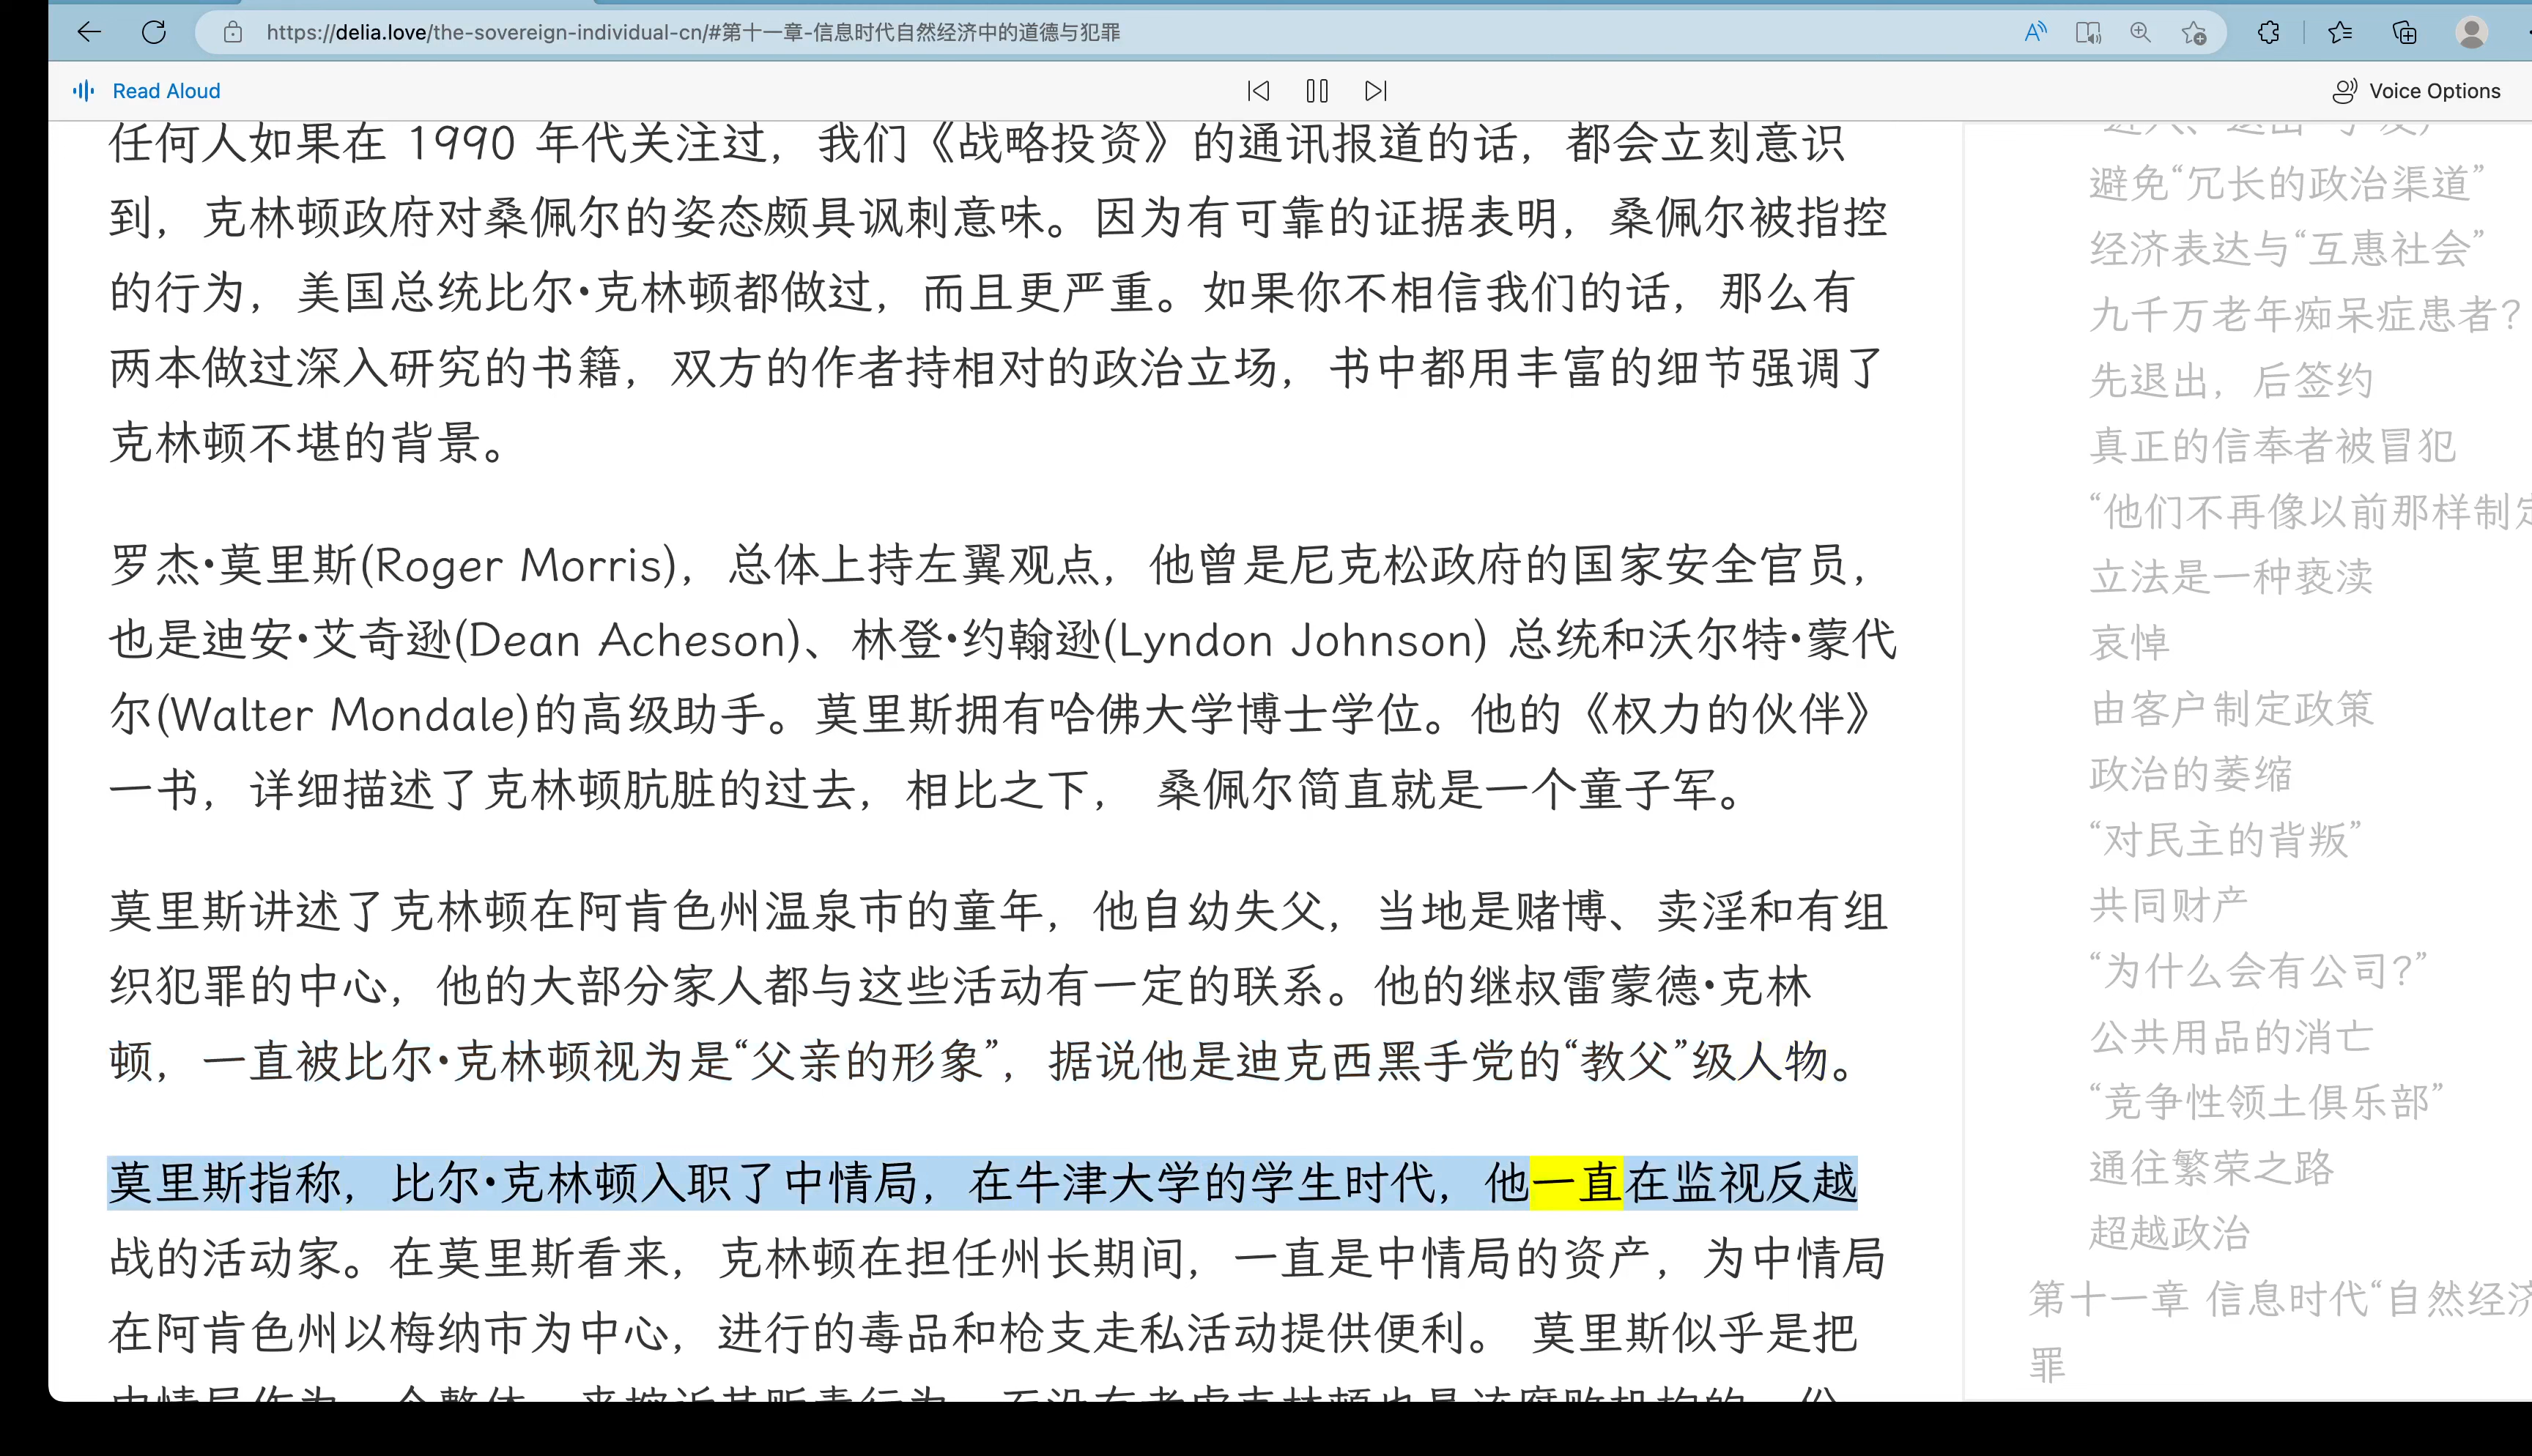 https://delia.love/the-sovereign-individual-cn/#第十一章-信息时代自然经济中的道德与犯罪
Read Aloud
Voice Options
任何人如果在 1990 年代关注过，我们《战略投资》的通讯报道的话，都会立刻意识
到，克林顿政府对桑佩尔的姿态颇具讽刺意味。因为有可靠的证据表明，桑佩尔被指控
的行为，美国总统比尔•克林顿都做过，而且更严重。如果你不相信我们的话，那么有
两本做过深入研究的书籍，双方的作者持相对的政治立场，书中都用丰富的细节强调了
克林顿不堪的背景。
罗杰•莫里斯(Roger Morris)，总体上持左翼观点，他曾是尼克松政府的国家安全官员，
也是迪安•艾奇逊(Dean Acheson)、林登•约翰逊(Lyndon Johnson) 总统和沃尔特•蒙代
尔(Walter Mondale)的高级助手。莫里斯拥有哈佛大学博士学位。他的《权力的伙伴》
一书，详细描述了克林顿肮脏的过去，相比之下， 桑佩尔简直就是一个童子军。
莫里斯讲述了克林顿在阿肯色州温泉市的童年，他自幼失父，当地是赌博、卖淫和有组
织犯罪的中心，他的大部分家人都与这些活动有一定的联系。他的继叔雷蒙德•克林
顿，一直被比尔•克林顿视为是“父亲的形象”，据说他是迪克西黑手党的“教父”级人物。
莫里斯指称，比尔•克林顿入职了中情局，在牛津大学的学生时代，他一直在监视反越
战的活动家。在莫里斯看来，克林顿在担任州长期间，一直是中情局的资产，为中情局
在阿肯色州以梅纳市为中心，进行的毒品和枪支走私活动提供便利。 莫里斯似乎是把
避免“冗长的政治渠道”
经济表达与“互惠社会”
九千万老年痴呆症患者?
先退出，后签约
真正的信奉者被冒犯
“他们不再像以前那样制定
立法是一种亵渎
哀悼
由客户制定政策
政治的萎缩
“对民主的背叛”
共同财产
“为什么会有公司?”
公共用品的消亡
“竞争性领土俱乐部”
通往繁荣之路
超越政治
第十一章 信息时代“自然经济
罪